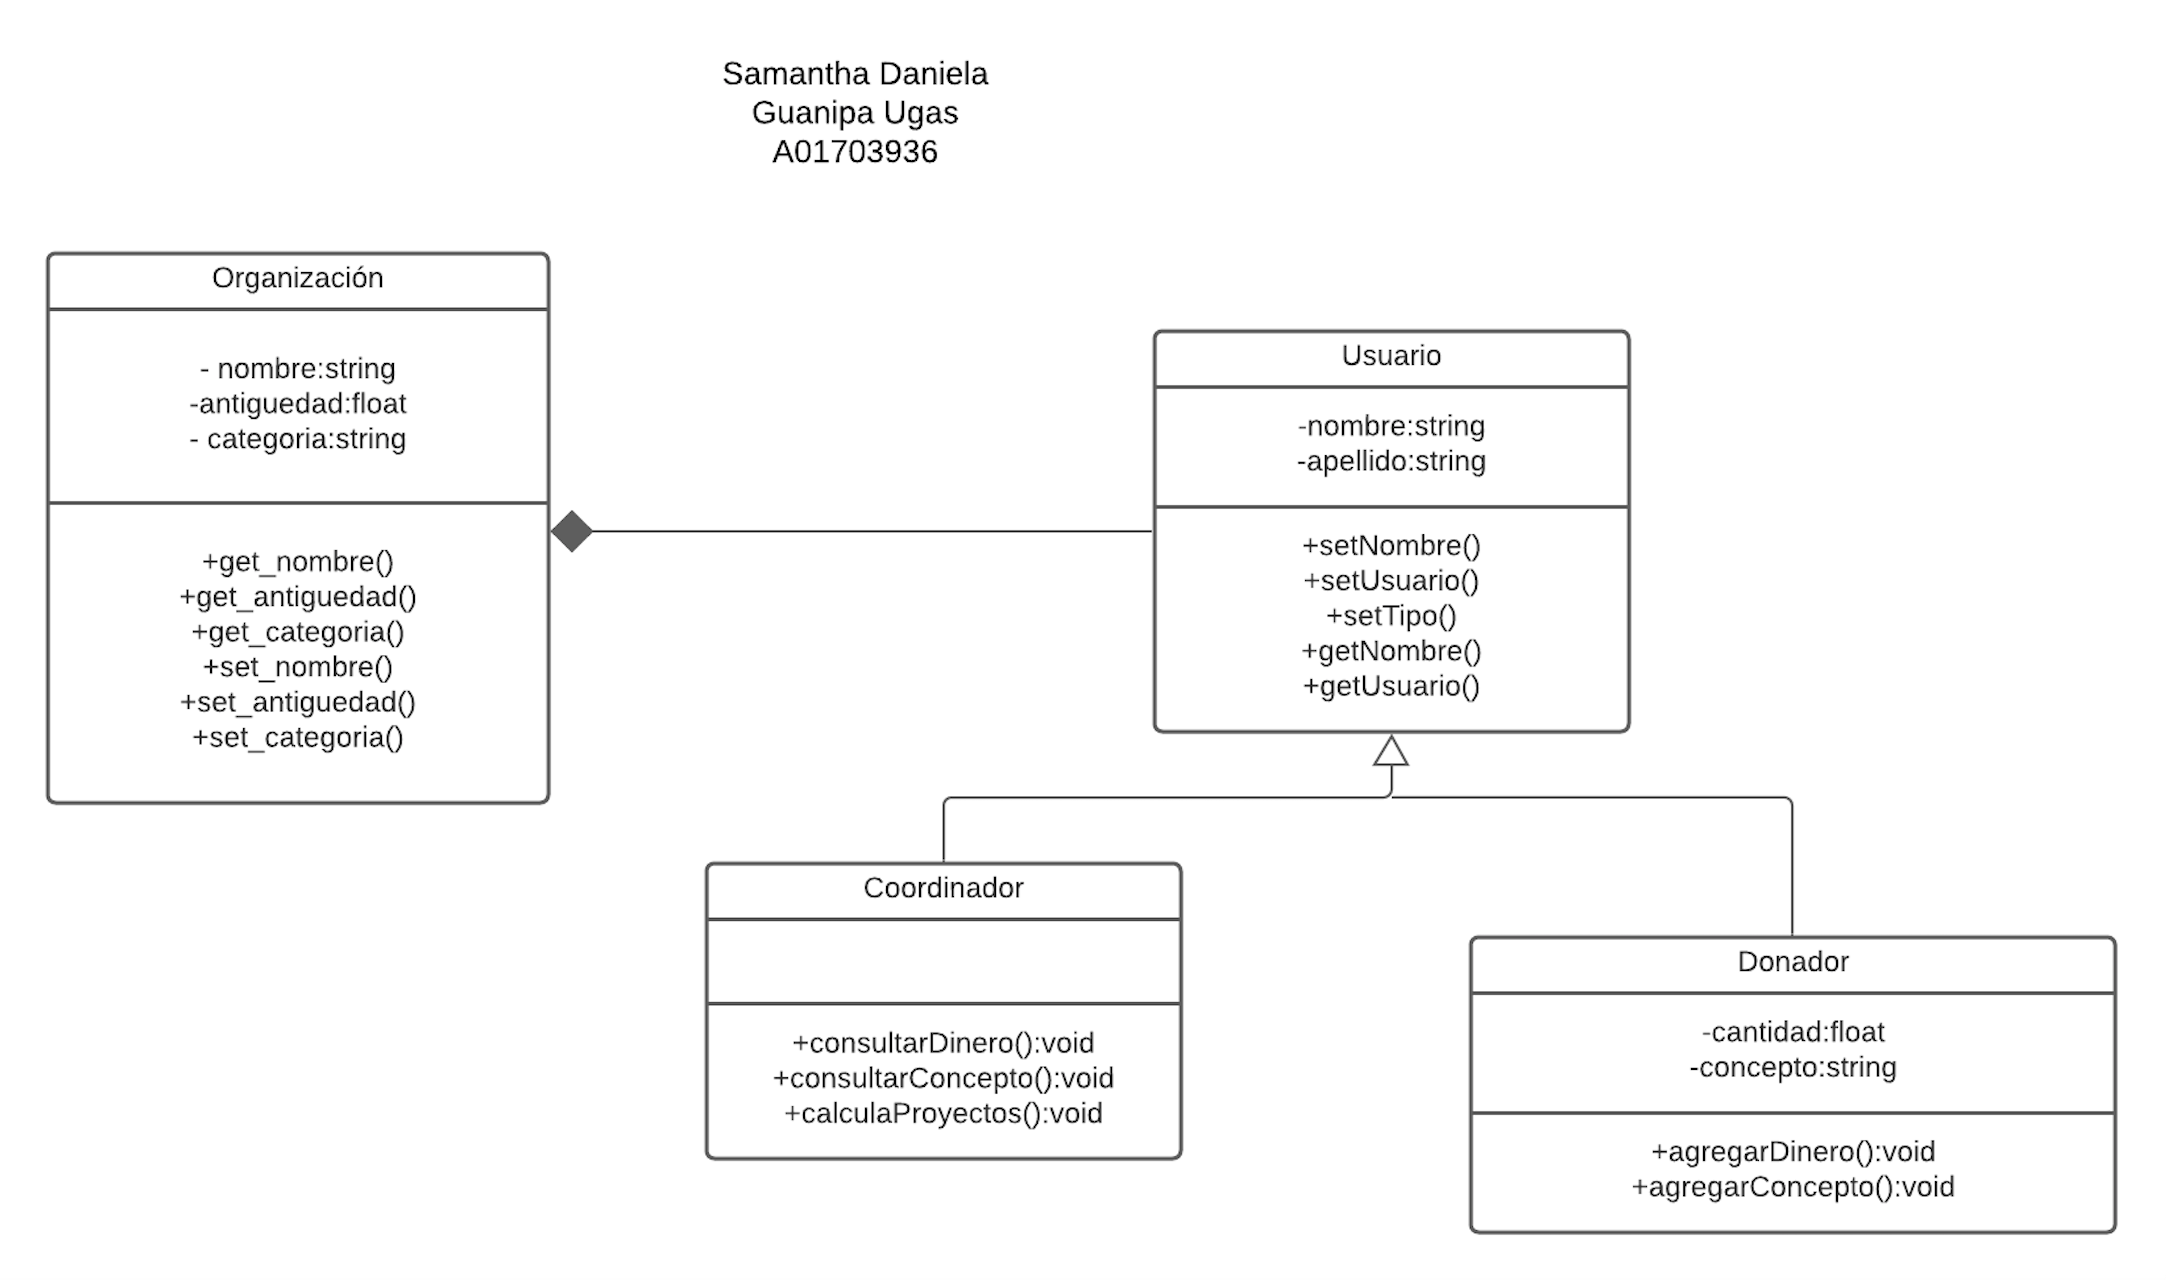 Samantha Daniela
Guanipa Ugas
A01703936
Organización
- nombre:string
-antiguedad:float
- categoria:string
+get_nombre()
+get_antiguedad()
+get_categoria()
+set_nombre()
+set_antiguedad()
+set_categoria()
Usuario
-nombre:string
-apellido:string
+setNombre()
+setUsuario()
+setTipo()
+getNombre()
+getUsuario()
Coordinador
+consultarDinero():void
+consultarConcepto():void
+calculaProyectos():void
Donador
-cantidad:float
-concepto:string
+agregarDinero():void
+agregarConcepto():void